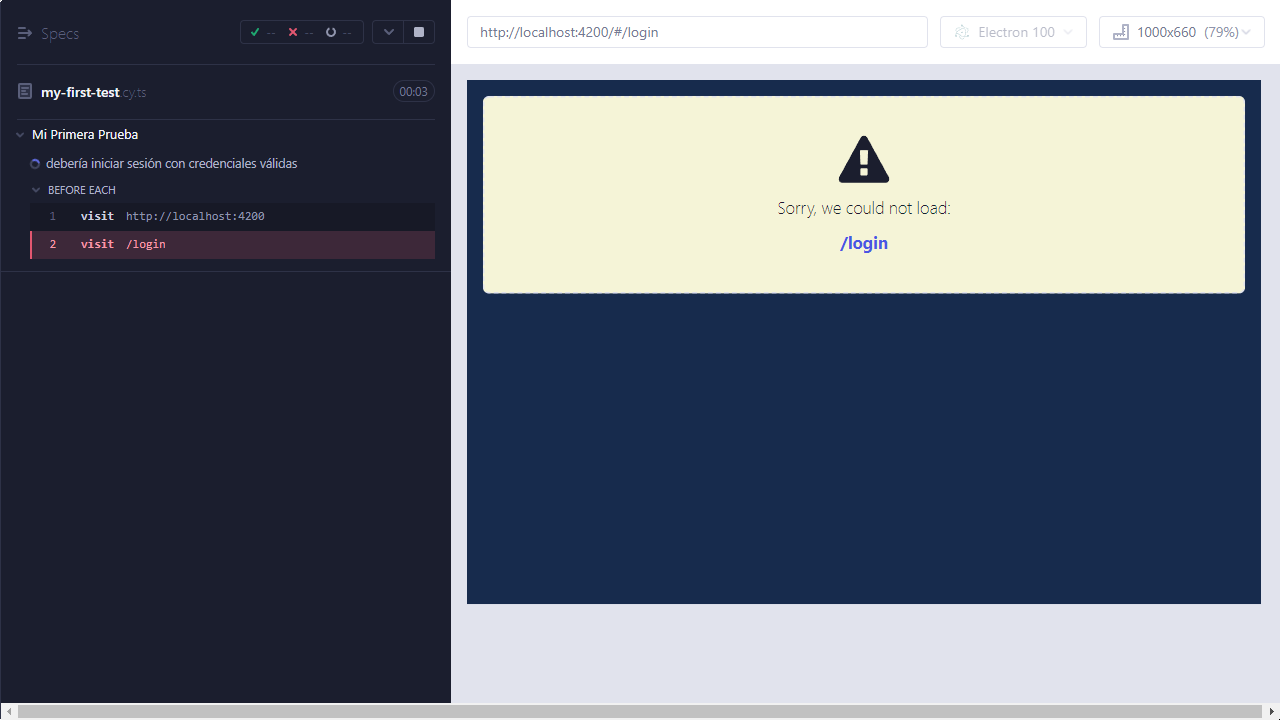 Specs
-- -- --
my-first-test.cy.ts 00:03
Mi Primera Prueba
debería iniciar sesión con credenciales válidas
BEFORE EACH
1 visit http://localhost:4200
2 visit /login
http://localhost:4200/#/login
Electron 100
1000x660 (79%)
Sorry, we could not load:
/login